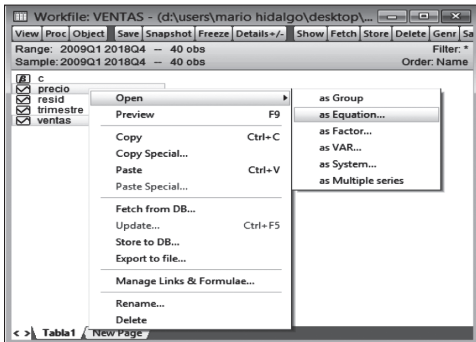 Workfile: VENTAS - (d:\users\mario hidalgo\desktop\...
View Proc Object Save Snapshot Freeze Details+/- Show Fetch Store Delete Genr Sa
Range: 2009Q1 2018Q4 -- 40 obs Filter: *
Sample: 2009Q1 2018Q4 -- 40 obs Order: Name
c
precio
resid
trimestre
ventas
Open
Preview F9
Copy Ctrl+C
Copy Special...
Paste Ctrl+V
Paste Special...
Fetch from DB...
Update... Ctrl+F5
Store to DB...
Export to file...
Manage Links & Formulae...
Rename...
Delete
as Group
as Equation...
as Factor...
as VAR...
as System...
as Multiple series
< > Tabla1 New Page